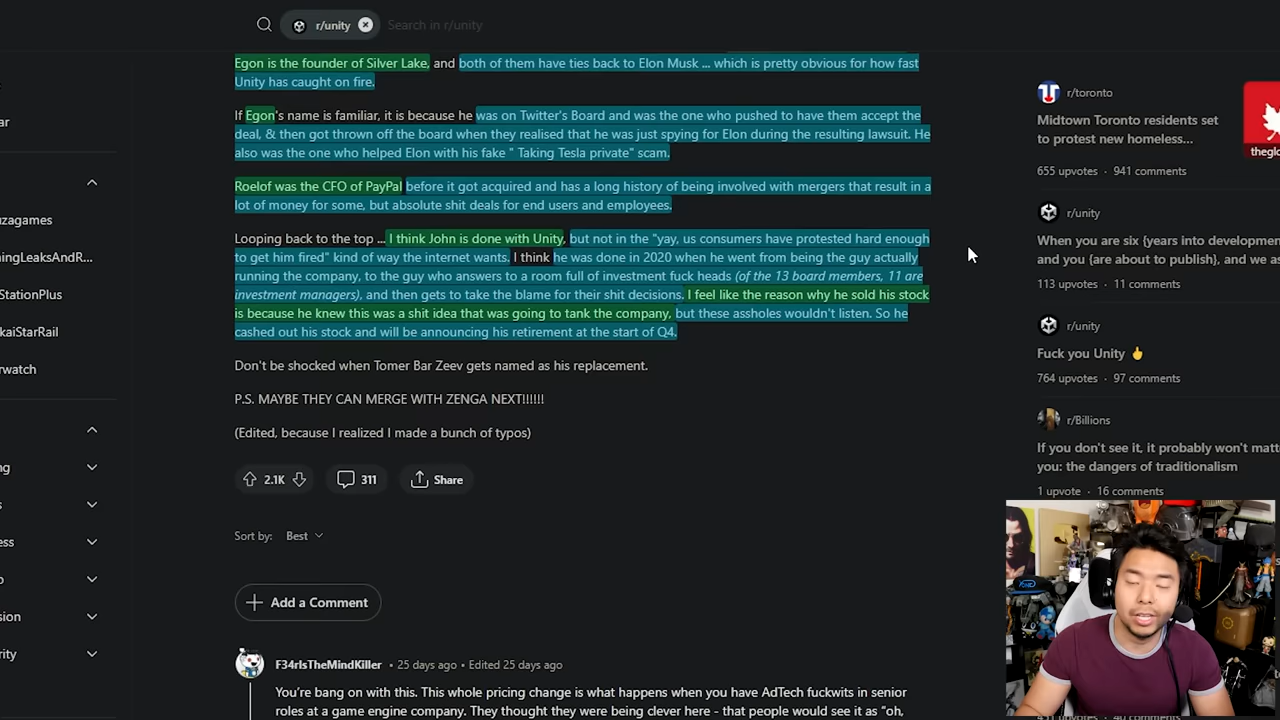 r/unity
Search in r/unity
Egon is the founder of Silver Lake, and both of them have ties back to Elon Musk ... which is pretty obvious for how fast
Unity has caught on fire.
If Egon's name is familiar, it is because he was on Twitter's Board and was the one who pushed to have them accept the
deal, & then got thrown off the board when they realised that he was just spying for Elon during the resulting lawsuit. He
also was the one who helped Elon with his fake " Taking Tesla private" scam.
Roelof was the CFO of PayPal before it got acquired and has a long history of being involved with mergers that result in a
lot of money for some, but absolute shit deals for end users and employees.
Looping back to the top ... I think John is done with Unity, but not in the "yay, us consumers have protested hard enough
to get him fired" kind of way the internet wants. I think he was done in 2020 when he went from being the guy actually
running the company, to the guy who answers to a room full of investment fuck heads (of the 13 board members, 11 are
investment managers), and then gets to take the blame for their shit decisions. I feel like the reason why he sold his stock
is because he knew this was a shit idea that was going to tank the company, but these assholes wouldn't listen. So he
cashed out his stock and will be announcing his retirement at the start of Q4.
Don't be shocked when Tomer Bar Zeev gets named as his replacement.
P.S. MAYBE THEY CAN MERGE WITH ZENGA NEXT!!!!!!
(Edited, because I realized I made a bunch of typos)
2.1K
311
Share
Sort by: Best
Add a Comment
F34rIsTheMindKiller • 25 days ago • Edited 25 days ago
You're bang on with this. This whole pricing change is what happens when you have AdTech fuckwits in senior
roles at a game engine company. They thought they were being clever here - that people would see it as "oh,
ar
uzagames
ningLeaksAndR...
StationPlus
kaiStarRail
rwatch
ng
s
ess
o
sion
rity
r/toronto
Midtown Toronto residents set
to protest new homeless...
655 upvotes · 941 comments
theglo
r/unity
When you are six {years into developmen
and you {are about to publish}, and we as
113 upvotes · 11 comments
r/unity
Fuck you Unity
764 upvotes · 97 comments
r/Billions
If you don't see it, it probably won't matt
you: the dangers of traditionalism
1 upvote · 16 comments